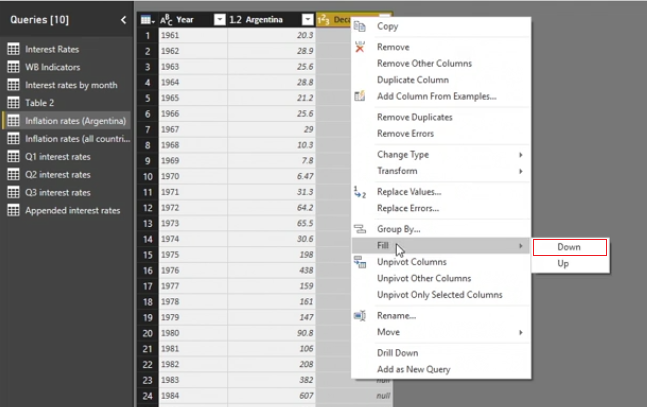 Queries [10]
Interest Rates
WB Indicators
Interest rates by month
Table 2
Inflation rates (Argentina)
Inflation rates (all countri...
Q1 interest rates
Q2 interest rates
Q3 interest rates
Appended interest rates
ABC Year 1.2 Argentina 123 Deca
1 1961 20.3
2 1962 28.9
3 1963 25.6
4 1964 28.8
5 1965 21.2
6 1966 25.6
7 1967 29
8 1968 10.3
9 1969 7.8
10 1970 6.47
11 1971 31.3
12 1972 64.2
13 1973 65.5
14 1974 30.6
15 1975 198
16 1976 438
17 1977 159
18 1978 161
19 1979 147
20 1980 90.8
21 1981 106
22 1982 208
23 1983 382 null
24 1984 607 null
Copy
Remove
Remove Other Columns
Duplicate Column
Add Column From Examples...
Remove Duplicates
Remove Errors
Change Type
Transform
Replace Values...
Replace Errors...
Group By...
Fill
Unpivot Columns
Unpivot Other Columns
Unpivot Only Selected Columns
Rename...
Move
Drill Down
Add as New Query
Down
Up